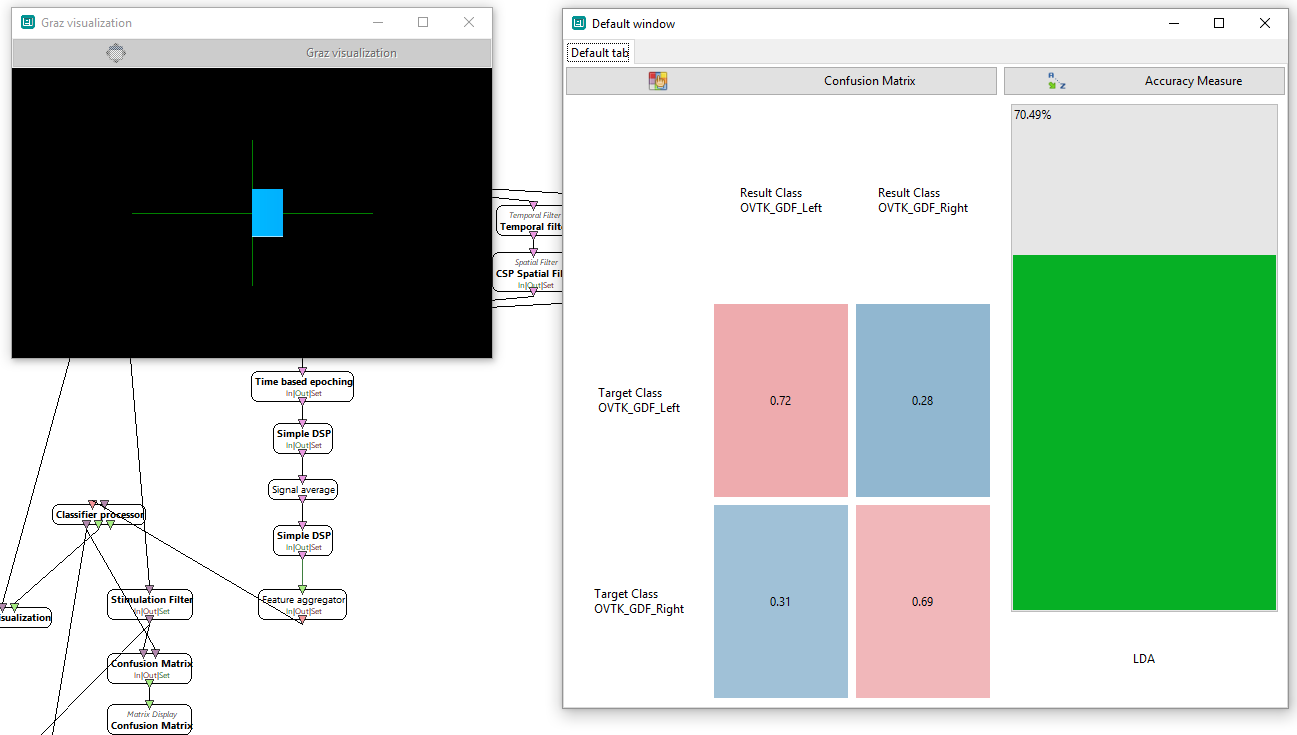 Graz visualization
Graz visualization
Default window
Default tab
Confusion Matrix
Accuracy Measure
70.49%
Result Class
OVTK_GDF_Left
Result Class
OVTK_GDF_Right
Target Class
OVTK_GDF_Left
0.72
0.28
Target Class
OVTK_GDF_Right
0.31
0.69
LDA
Temporal Filter
Temporal filt
Spatial Filter
CSP Spatial Fil
In|Out|Set
Time based epoching
In|Out|Set
Simple DSP
In|Out|Set
Signal average
Simple DSP
In|Out|Set
Feature aggregator
In|Out|Set
Classifier processor
Stimulation Filter
In|Out|Set
isualization
Confusion Matrix
In|Out|Set
Matrix Display
Confusion Matrix